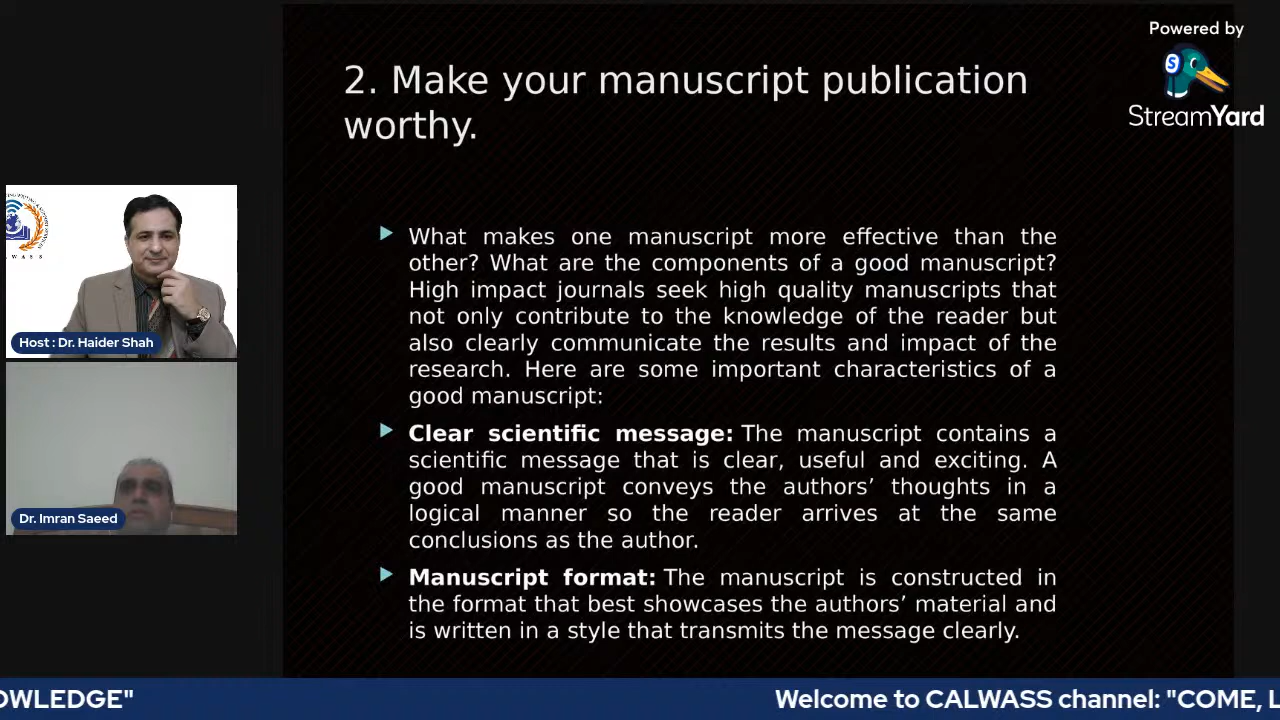 Powered by
StreamYard
2. Make your manuscript publication
worthy.
What makes one manuscript more effective than the
other? What are the components of a good manuscript?
High impact journals seek high quality manuscripts that
not only contribute to the knowledge of the reader but
also clearly communicate the results and impact of the
research. Here are some important characteristics of a
good manuscript:
Clear scientific message: The manuscript contains a
scientific message that is clear, useful and exciting. A
good manuscript conveys the authors’ thoughts in a
logical manner so the reader arrives at the same
conclusions as the author.
Manuscript format: The manuscript is constructed in
the format that best showcases the authors’ material and
is written in a style that transmits the message clearly.
Host : Dr. Haider Shah
Dr. Imran Saeed
OWLEDGE"
Welcome to CALWASS channel: "COME, L